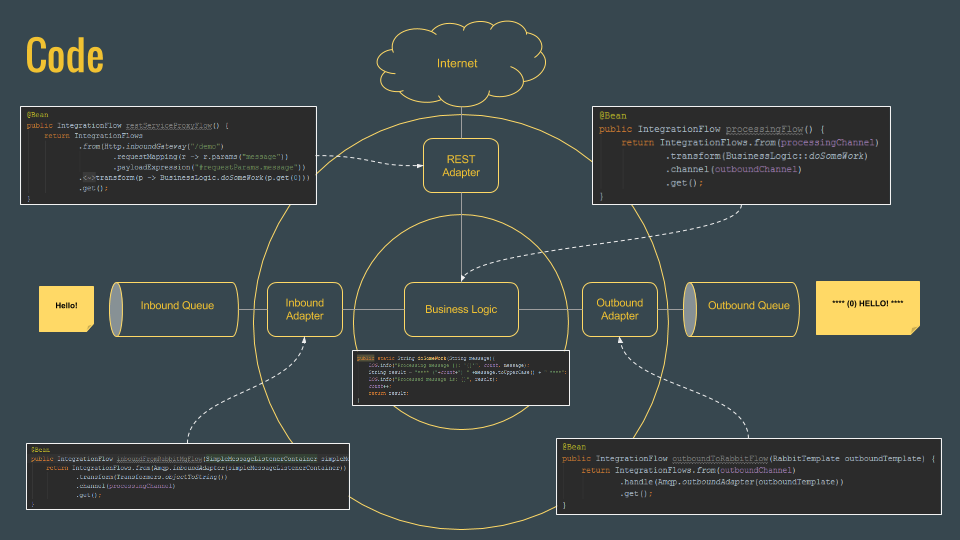 Code
Internet
@Bean
public IntegrationFlow restServiceProxyFlow() {
return IntegrationFlows
.from(Http.inboundGateway("/demo")
.requestMapping(r -> r.params("message"))
.payloadExpression("#requestParams.message"))
.<~>transform(p -> BusinessLogic.doSomeWork(p.get(0)))
.get();
}
REST
Adapter
@Bean
public IntegrationFlow processingFlow() {
return IntegrationFlows.from(processingChannel)
.transform(BusinessLogic::doSomeWork)
.channel(outboundChannel)
.get();
}
Hello!
Inbound Queue
Inbound
Adapter
Business Logic
Outbound
Adapter
Outbound Queue
**** (0) HELLO! ****
public static String doSomeWork(String message){
LOG.info("Processing message {}: '{}'", count, message);
String result = "**** ("+count+") " +message.toUpperCase() + " ****";
LOG.info("Processed message is: {}", result);
count++;
return result;
}
@Bean
public IntegrationFlow inboundFromRabbitMqFlow(SimpleMessageListenerContainer simpleM
return IntegrationFlows.from(Amqp.inboundAdapter(simpleMessageListenerContainer))
.transform(Transformers.objectToString())
.channel(processingChannel)
.get();
}
@Bean
public IntegrationFlow outboundToRabbitFlow(RabbitTemplate outboundTemplate) {
return IntegrationFlows.from(outboundChannel)
.handle(Amqp.outboundAdapter(outboundTemplate))
.get();
}